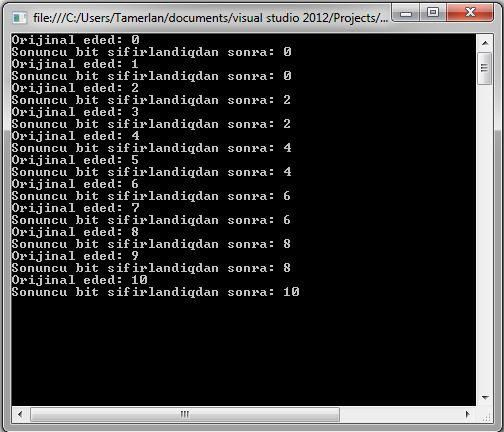 file:///C:/Users/Tamerlan/documents/visual studio 2012/Projects/...
Orijinal eded: 0
Sonuncu bit sifirlandiqdan sonra: 0
Orijinal eded: 1
Sonuncu bit sifirlandiqdan sonra: 0
Orijinal eded: 2
Sonuncu bit sifirlandiqdan sonra: 2
Orijinal eded: 3
Sonuncu bit sifirlandiqdan sonra: 2
Orijinal eded: 4
Sonuncu bit sifirlandiqdan sonra: 4
Orijinal eded: 5
Sonuncu bit sifirlandiqdan sonra: 4
Orijinal eded: 6
Sonuncu bit sifirlandiqdan sonra: 6
Orijinal eded: 7
Sonuncu bit sifirlandiqdan sonra: 6
Orijinal eded: 8
Sonuncu bit sifirlandiqdan sonra: 8
Orijinal eded: 9
Sonuncu bit sifirlandiqdan sonra: 8
Orijinal eded: 10
Sonuncu bit sifirlandiqdan sonra: 10